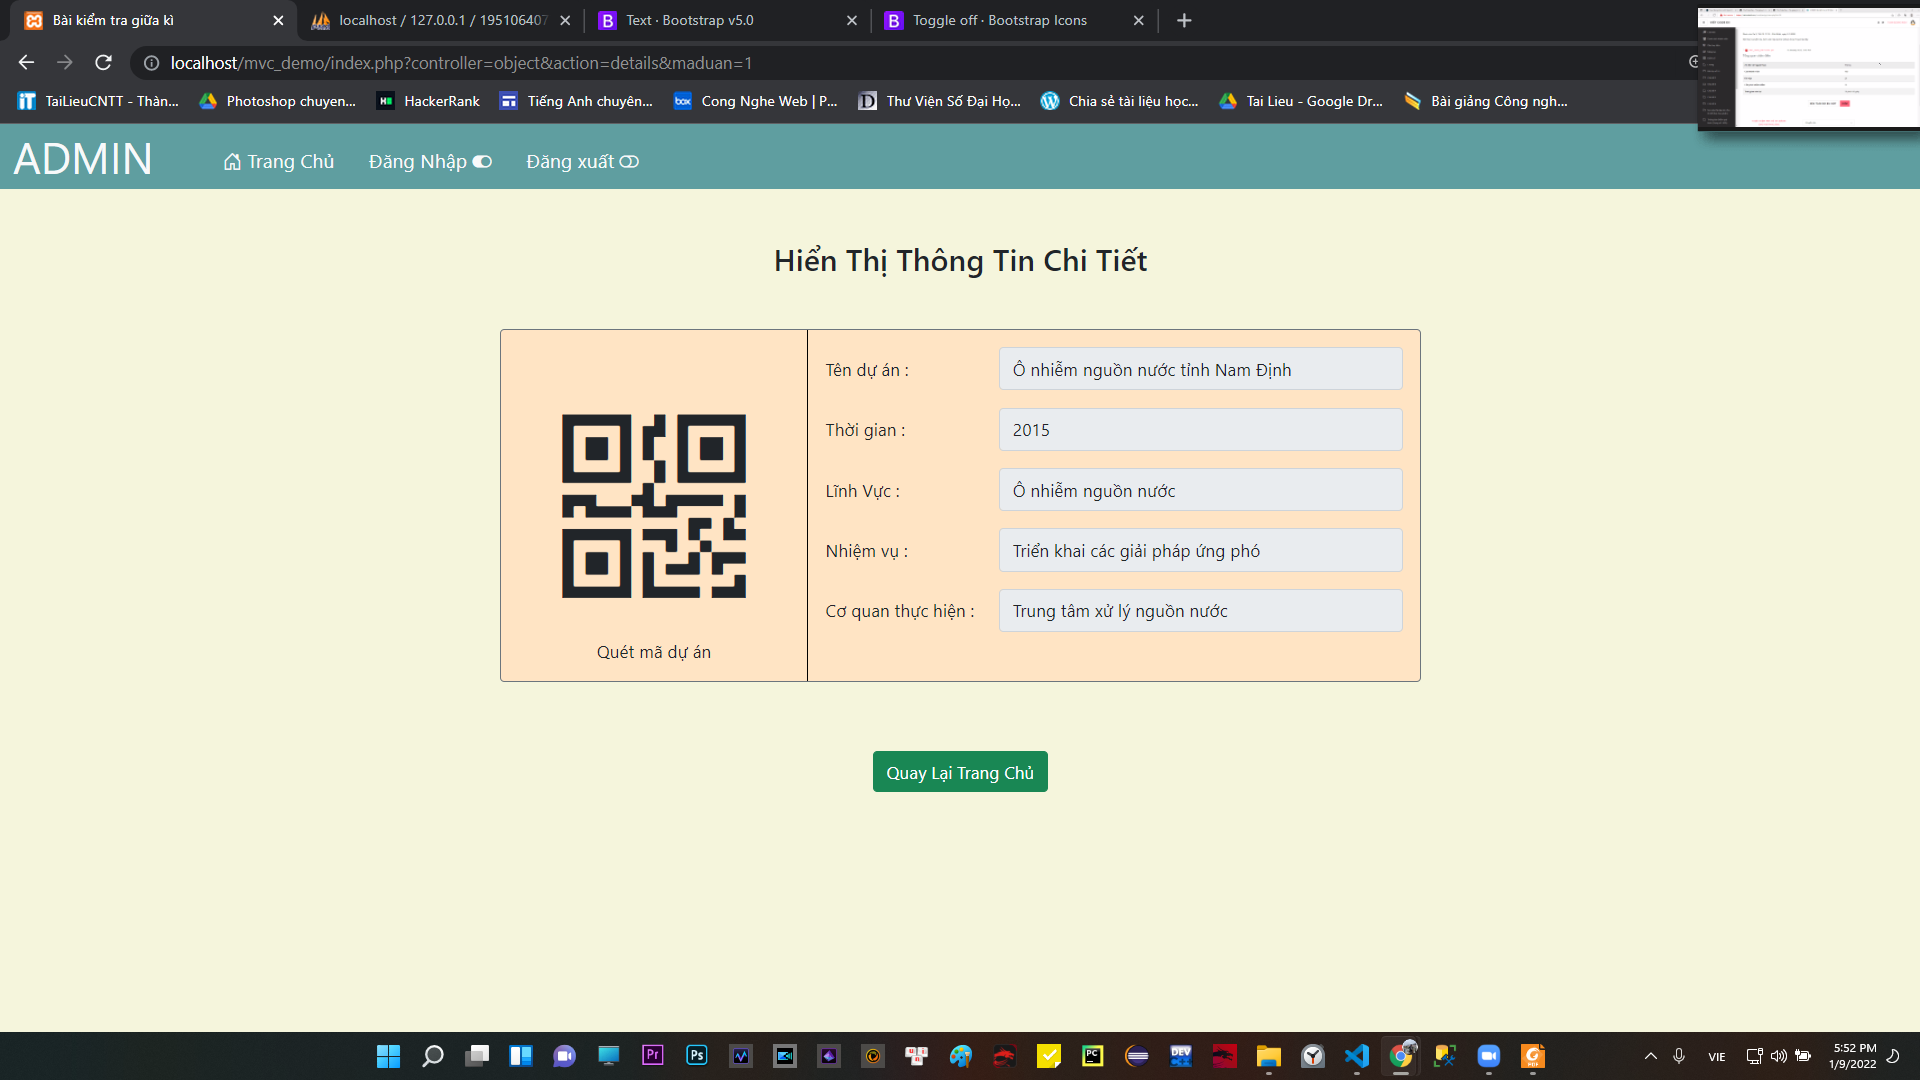 Bài kiểm tra giữa kì
localhost / 127.0.0.1 / 195106407
Text · Bootstrap v5.0
Toggle off · Bootstrap Icons
localhost/mvc_demo/index.php?controller=object&action=details&maduan=1
TaiLieuCNTT - Thàn...
Photoshop chuyen...
HackerRank
Tiếng Anh chuyên...
Cong Nghe Web | P...
Thư Viện Số Đại Họ...
Chia sẻ tài liệu học...
Tai Lieu - Google Dr...
Bài giảng Công ngh...
ADMIN
Trang Chủ
Đăng Nhập
Đăng xuất
Hiển Thị Thông Tin Chi Tiết
Tên dự án :
Ô nhiễm nguồn nước tỉnh Nam Định
Thời gian :
2015
Lĩnh Vực :
Ô nhiễm nguồn nước
Nhiệm vụ :
Triển khai các giải pháp ứng phó
Cơ quan thực hiện :
Trung tâm xử lý nguồn nước
Quét mã dự án
Quay Lại Trang Chủ
VIE
5:52 PM
1/9/2022